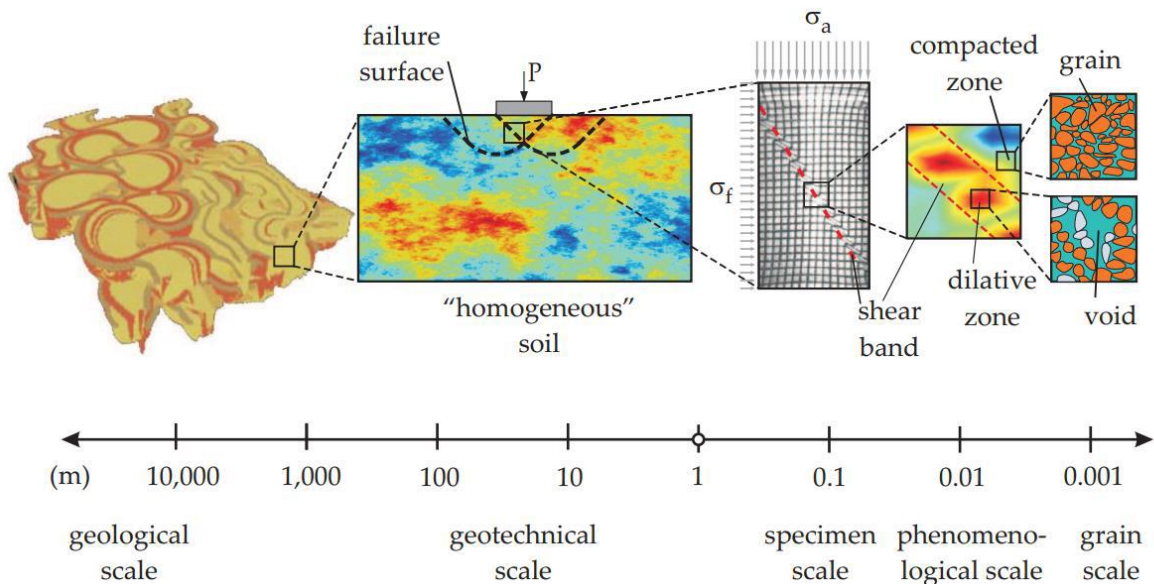 σa
failure
surface
P
compacted
zone
grain
σf
"homogeneous"
soil
shear
band
dilative
zone
void
(m) 10,000 1,000 100 10 1 0.1 0.01 0.001
geological
scale
geotechnical
scale
specimen
scale
phenomeno-
logical scale
grain
scale